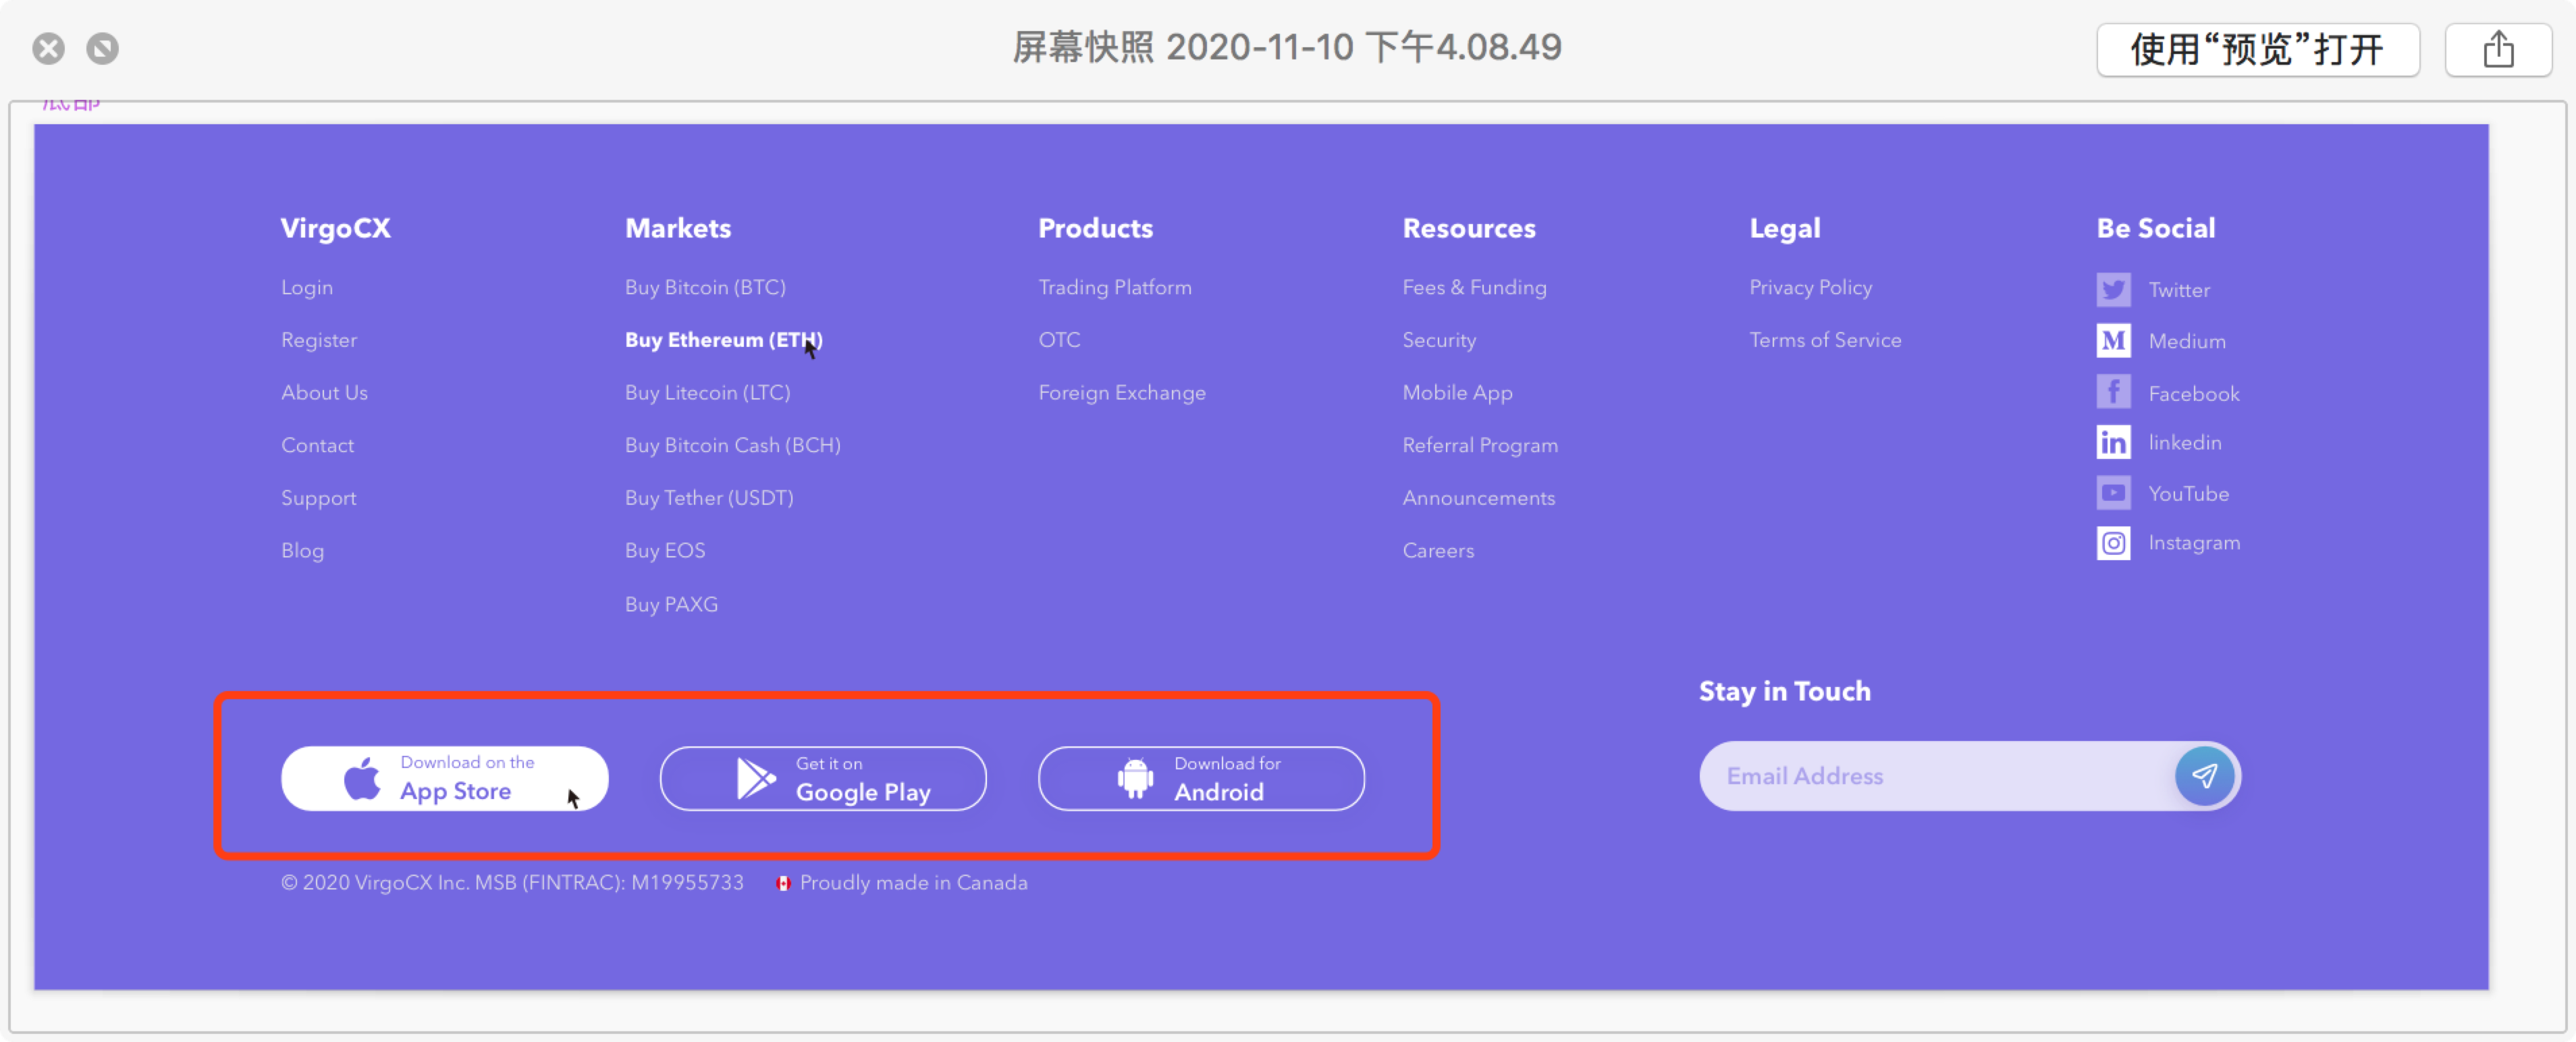 屏幕快照 2020-11-10 下午4.08.49
使用“预览”打开
底部
VirgoCX
Login
Register
About Us
Contact
Support
Blog
Markets
Buy Bitcoin (BTC)
Buy Ethereum (ETH)
Buy Litecoin (LTC)
Buy Bitcoin Cash (BCH)
Buy Tether (USDT)
Buy EOS
Buy PAXG
Products
Trading Platform
OTC
Foreign Exchange
Resources
Fees & Funding
Security
Mobile App
Referral Program
Announcements
Careers
Legal
Privacy Policy
Terms of Service
Be Social
Twitter
Medium
Facebook
linkedin
YouTube
Instagram
Download on the
App Store
Get it on
Google Play
Download for
Android
Stay in Touch
Email Address
© 2020 VirgoCX Inc. MSB (FINTRAC): M19955733
Proudly made in Canada